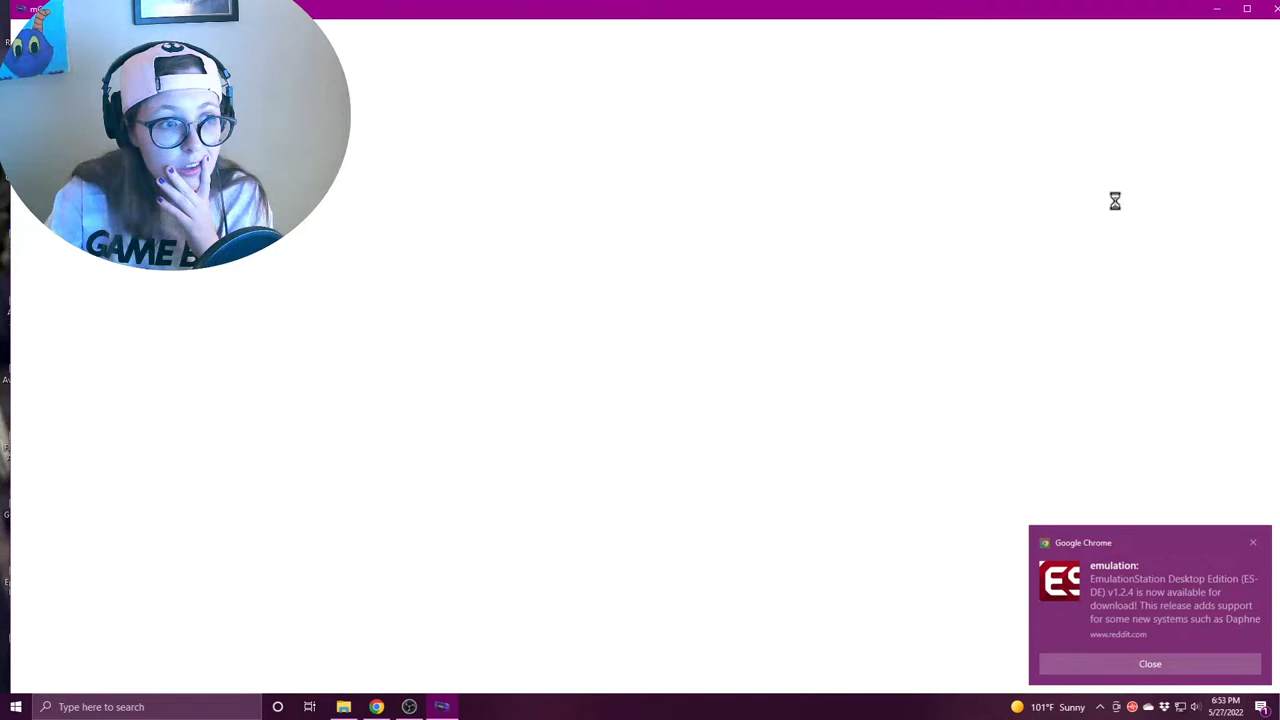 GAME B
Google Chrome
emulation:
EmulationStation Desktop Edition (ES-
DE) v1.2.4 is now available for
download! This release adds support
for some new systems such as Daphne
www.reddit.com
ES
Close
Type here to search
101°F Sunny
6:53 PM
5/27/2022
1